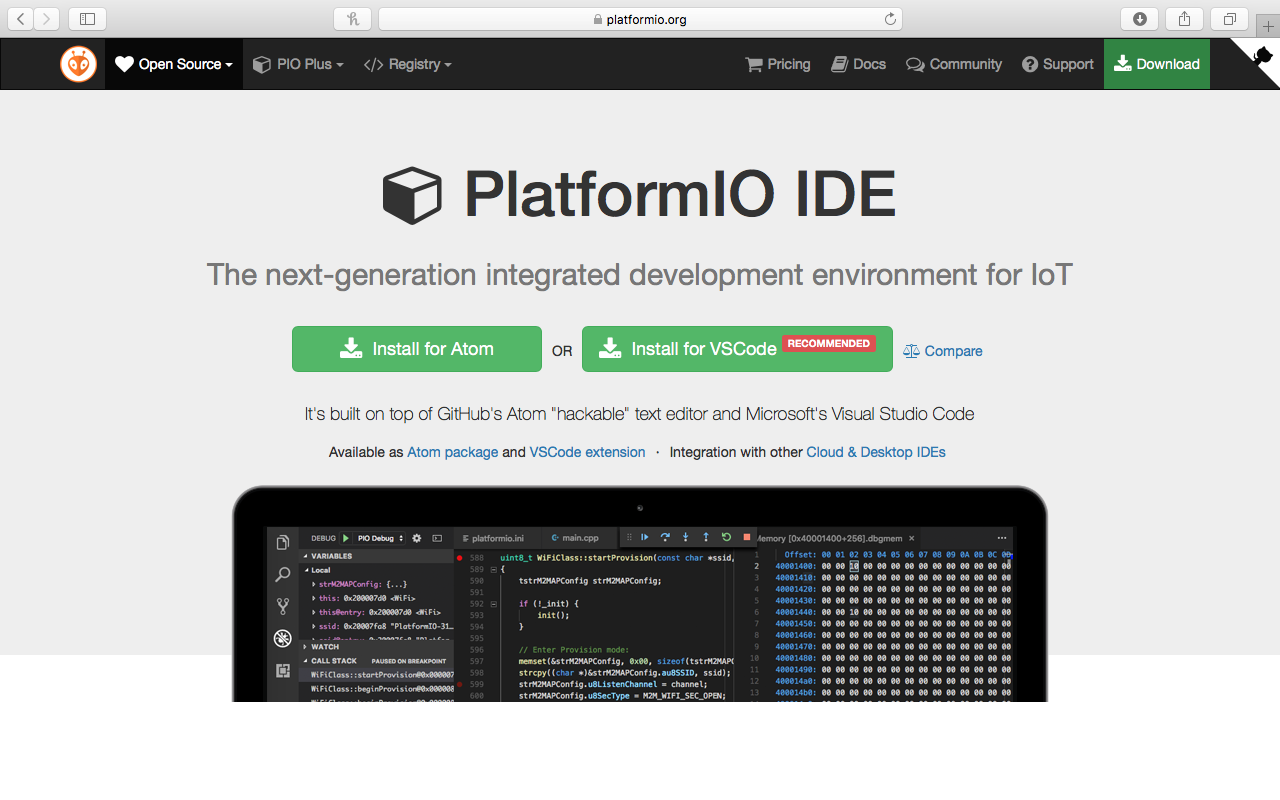 platformio.org
Open Source PIO Plus </> Registry Pricing Docs Community Support Download
PlatformIO IDE
The next-generation integrated development environment for IoT
Install for Atom OR Install for VSCode RECOMMENDED Compare
It's built on top of GitHub's Atom "hackable" text editor and Microsoft's Visual Studio Code
Available as Atom package and VSCode extension · Integration with other Cloud & Desktop IDEs
DEBUG PIO Debug
VARIABLES
Local
strM2MAPConfig: {...}
this: 0x200007d0 <WiFi>
this@entry: 0x200007d0 <WiFi>
ssid: 0x20007fa8 "PlatformIO-31...
WATCH
CALL STACK PAUSED ON BREAKPOINT
WiFiClass::startProvision@0x000007
WiFiClass::beginProvision@0x000008
platformio.ini main.cpp
588 uint8_t WiFiClass::startProvision(const char *ssid,
589 {
590 tstrM2MAPConfig strM2MAPConfig;
591
592 if (!_init) {
593 init();
594 }
595
596 // Enter Provision mode:
597 memset(&strM2MAPConfig, 0x00, sizeof(tstrM2MAPC
598 strcpy((char *)&strM2MAPConfig.au8SSID, ssid);
599 strM2MAPConfig.u8ListenChannel = channel;
600 strM2MAPConfig.u8SecType = M2M_WIFI_SEC_OPEN;
Memory [0x40001400+256].dbgmem
1 Offset: 00 01 02 03 04 05 06 07 08 09 0A 0B 0C 0D
2 40001400: 00 00 10 00 00 00 00 00 00 00 00 00 00 00
3 40001410: 00 00 00 00 00 00 00 00 00 00 00 00 00 00
4 40001420: 00 00 00 00 00 00 00 00 00 00 00 00 00 00
5 40001430: 00 00 00 00 00 00 00 00 00 00 00 00 00 00
6 40001440: 00 00 10 00 00 00 00 00 00 00 00 00 00 00
7 40001450: 00 00 00 00 00 00 00 00 00 00 00 00 00 00
8 40001460: 00 00 00 00 00 00 00 00 00 00 00 00 00 00
9 40001470: 00 00 00 00 00 00 00 00 00 00 00 00 00 00
10 40001480: 00 00 00 00 00 00 00 00 00 00 00 00 00 00
11 40001490: 00 00 00 00 00 00 00 00 00 00 00 00 00 00
12 400014a0: 00 00 00 00 00 00 00 00 00 00 00 00 00 00
13 400014b0: 00 00 00 00 00 00 00 00 00 00 00 00 00 00